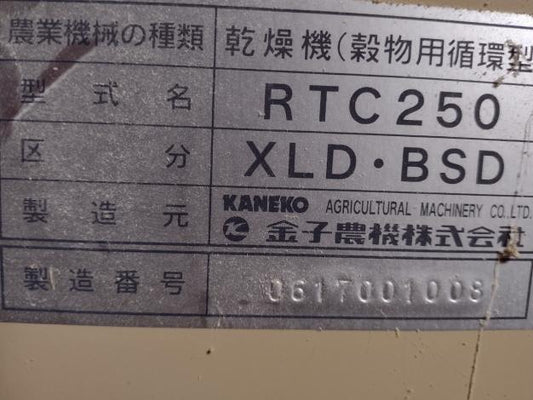 農業機械の種類 乾燥機(穀物用循環型
型式名 RTC250
区分 XLD・BSD
製造元 KANEKO AGRICULTURAL MACHINERY CO.,LTD.
金子農機株式会社
製造番号 0617001008